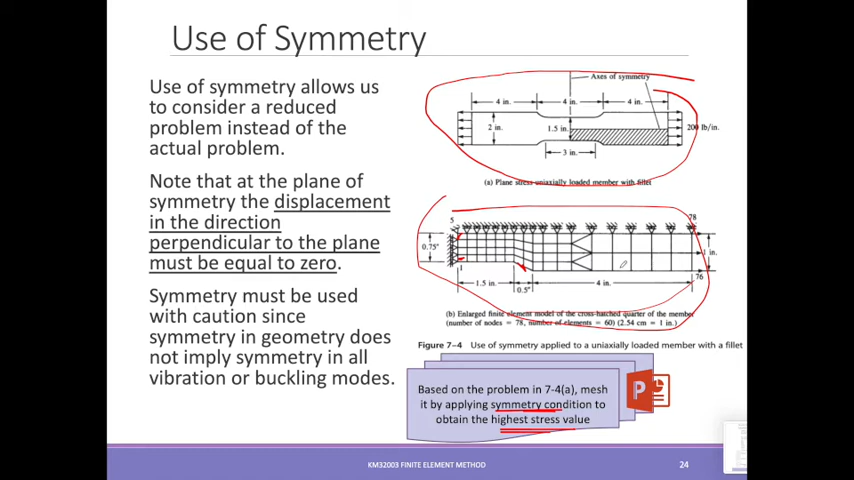 Use of Symmetry
Use of symmetry allows us
to consider a reduced
problem instead of the
actual problem.
Note that at the plane of
symmetry the displacement
in the direction
perpendicular to the plane
must be equal to zero.
Symmetry must be used
with caution since
symmetry in geometry does
not imply symmetry in all
vibration or buckling modes.
Axes of symmetry
4 in. 4 in. 4 in.
2 in. 1.5 in. 200 lb/in.
3 in.
(a) Plane stress uniaxially loaded member with fillet
5 78
0.75" 1 in.
1 76
1.5 in. 0.5" 4 in.
(b) Enlarged finite element model of the cross-hatched quarter of the member
(number of nodes = 78, number of elements = 60) (2.54 cm = 1 in.)
Figure 7–4 Use of symmetry applied to a uniaxially loaded member with a fillet
Based on the problem in 7-4(a), mesh
it by applying symmetry condition to
obtain the highest stress value
P
KM32003 FINITE ELEMENT METHOD 24